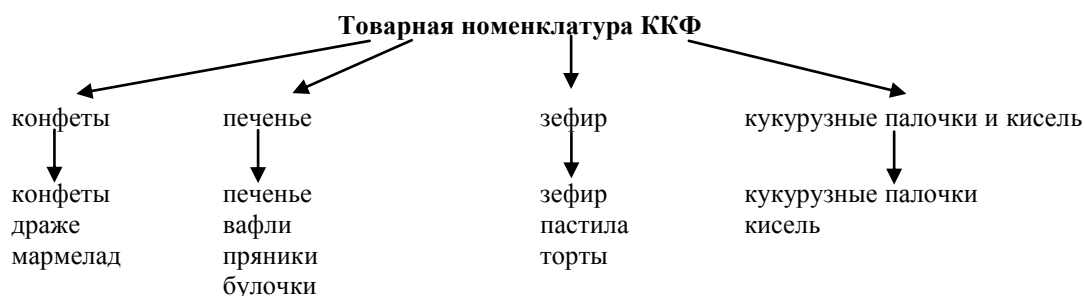 Товарная номенклатура ККФ
конфеты печенье зефир кукурузные палочки и кисель
конфеты печенье зефир кукурузные палочки
драже вафли пастила кисель
мармелад пряники торты
булочки